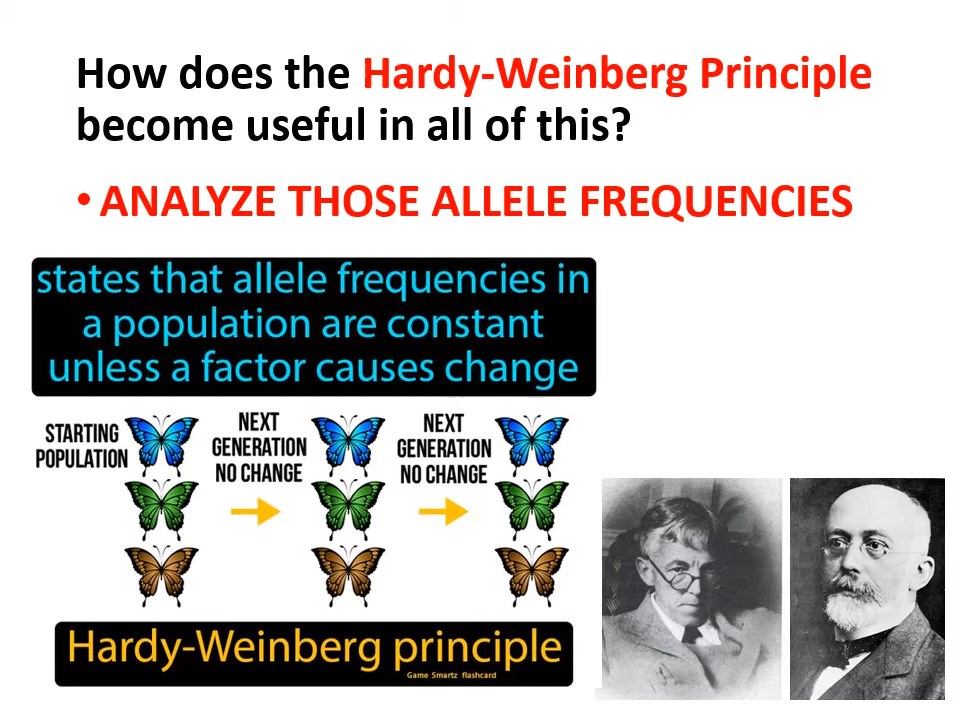 How does the Hardy-Weinberg Principle
become useful in all of this?
• ANALYZE THOSE ALLELE FREQUENCIES
states that allele frequencies in
a population are constant
unless a factor causes change
STARTING
POPULATION
NEXT
GENERATION
NO CHANGE
NEXT
GENERATION
NO CHANGE
Hardy-Weinberg principle
Game Smartz flashcard